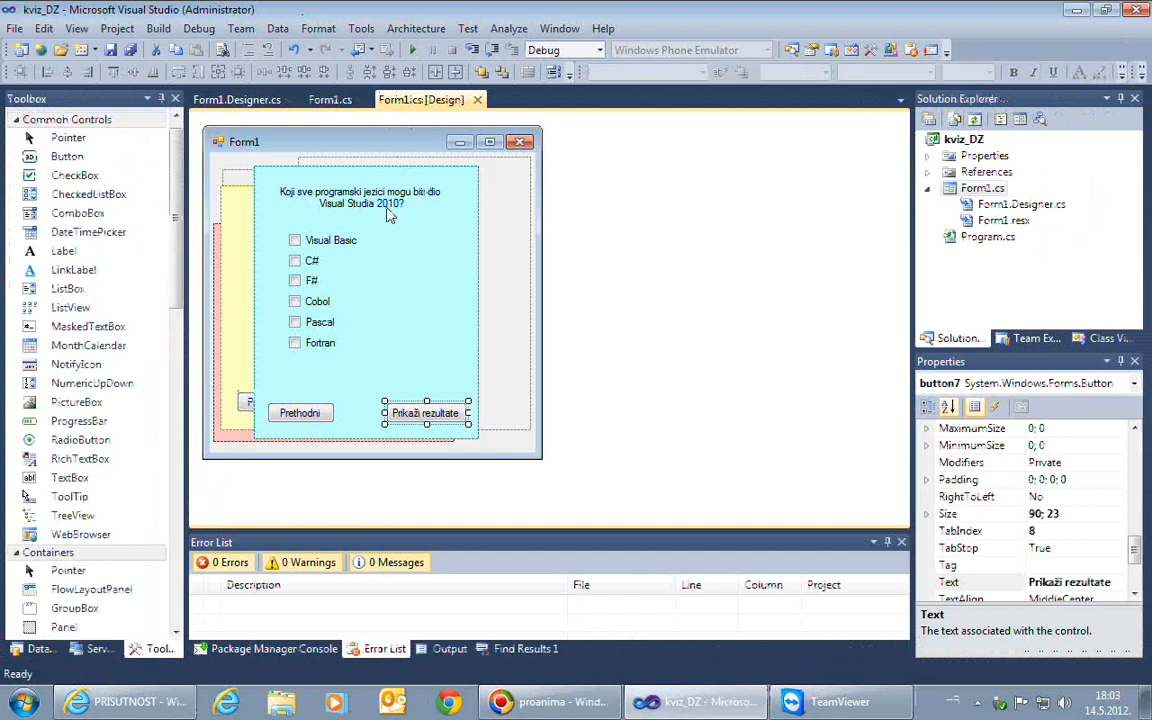 kviz_DZ - Microsoft Visual Studio (Administrator)
File Edit View Project Build Debug Team Data Format Tools Architecture Test Analyze Window Help
Debug Windows Phone Emulator
Toolbox
Common Controls
Pointer
Button
CheckBox
CheckedListBox
ComboBox
DateTimePicker
Label
LinkLabel
ListBox
ListView
MaskedTextBox
MonthCalendar
NotifyIcon
NumericUpDown
PictureBox
ProgressBar
RadioButton
RichTextBox
TextBox
ToolTip
TreeView
WebBrowser
Containers
Pointer
FlowLayoutPanel
GroupBox
Panel
Data... Serv... Tool...
Form1.Designer.cs Form1.cs Form1.cs [Design]
Form1
Koji sve programski jezici mogu biti dio
Visual Studia 2010?
Visual Basic
C#
F#
Cobol
Pascal
Fortran
Prethodni Prikaži rezultate
Error List
0 Errors 0 Warnings 0 Messages
Description File Line Column Project
Package Manager Console Error List Output Find Results 1
Solution Explorer
kviz_DZ
Properties
References
Form1.cs
Form1.Designer.cs
Form1.resx
Program.cs
Solution... Team Ex... Class Vi...
Properties
button7 System.Windows.Forms.Button
MaximumSize 0; 0
MinimumSize 0; 0
Modifiers Private
Padding 0; 0; 0; 0
RightToLeft No
Size 90; 23
TabIndex 8
TabStop True
Tag
Text Prikaži rezultate
TextAlign MiddleCenter
Text
The text associated with the control.
Ready
PRISUTNOST - Wi... proanima - Wind... kviz_DZ - Microso... TeamViewer
18:03
14.5.2012.